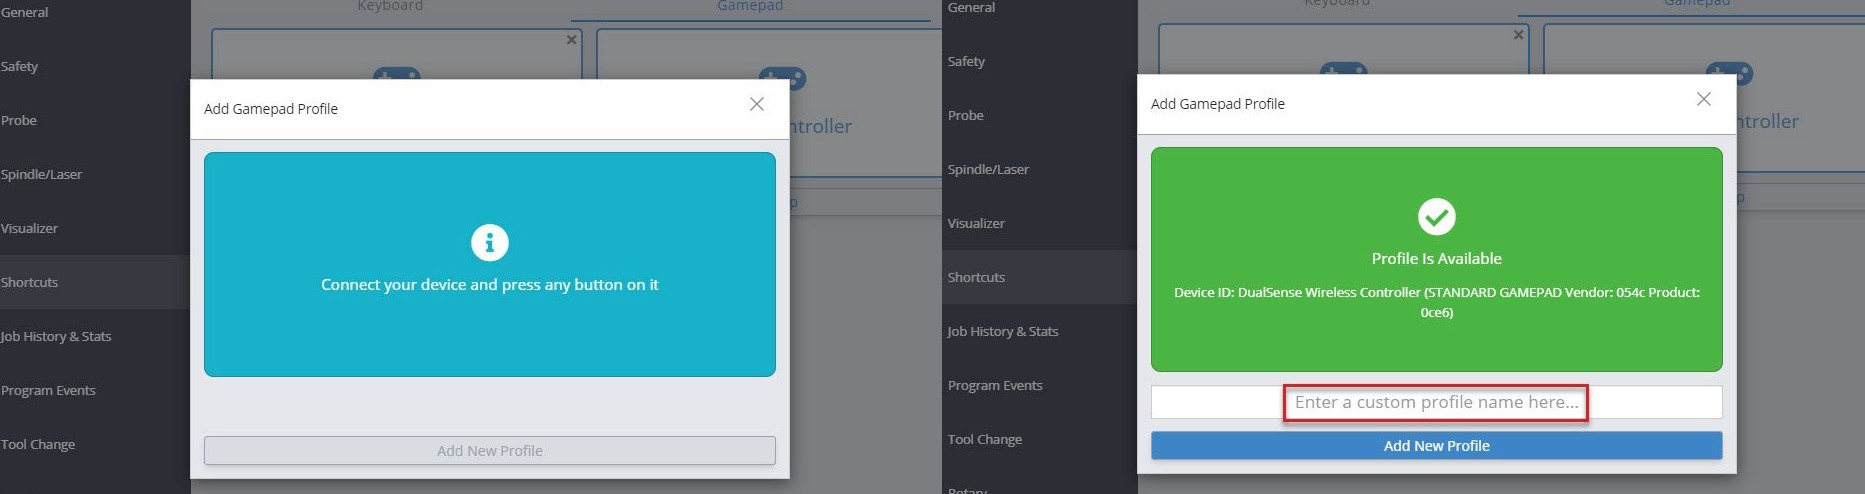 General
Safety
Probe
Spindle/Laser
Visualizer
Shortcuts
Job History & Stats
Program Events
Tool Change
Keyboard
Gamepad
ntroller
p
Add Gamepad Profile
Connect your device and press any button on it
Add New Profile
General
Safety
Probe
Spindle/Laser
Visualizer
Shortcuts
Job History & Stats
Program Events
Tool Change
Rotary
Keyboard
Gamepad
ntroller
p
Add Gamepad Profile
Profile Is Available
Device ID: DualSense Wireless Controller (STANDARD GAMEPAD Vendor: 054c Product:
0ce6)
Enter a custom profile name here...
Add New Profile